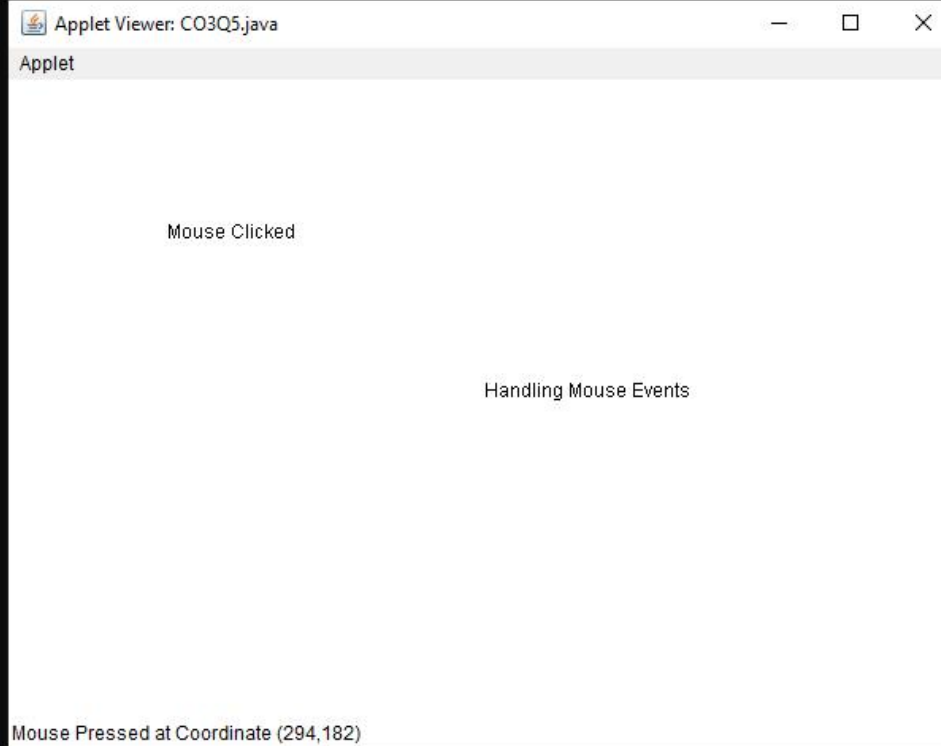 Applet Viewer: CO3Q5.java
Applet
Mouse Clicked
Handling Mouse Events
Mouse Pressed at Coordinate (294,182)